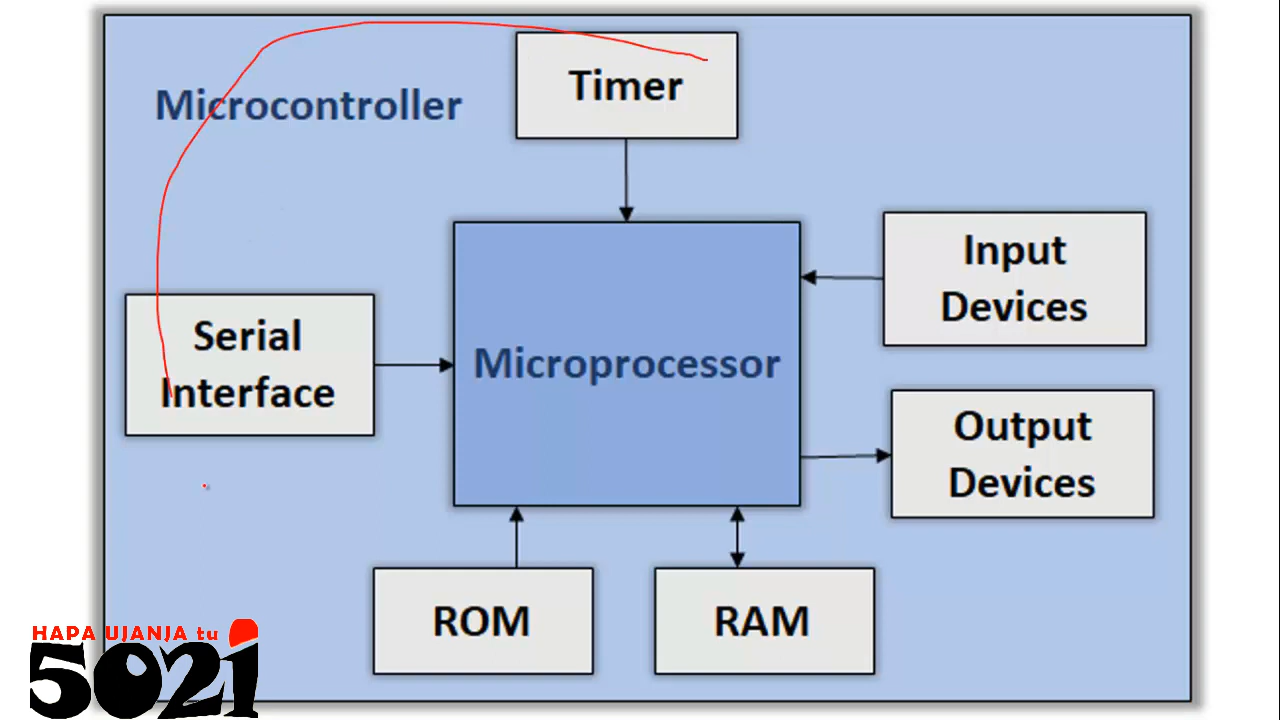 Microcontroller
Timer
Input
Devices
Serial
Interface
Microprocessor
Output
Devices
ROM
RAM
HAPA UJANJA tu
5021